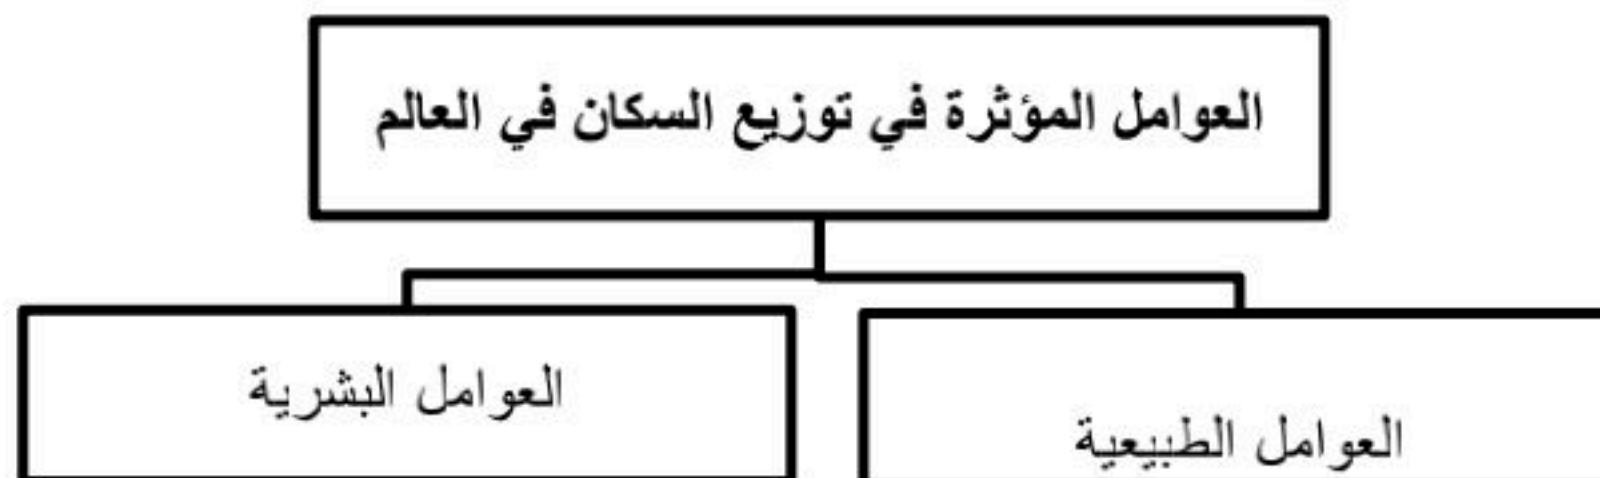 العوامل المؤثرة في توزيع السكان في العالم
العوامل الطبيعية
العوامل البشرية